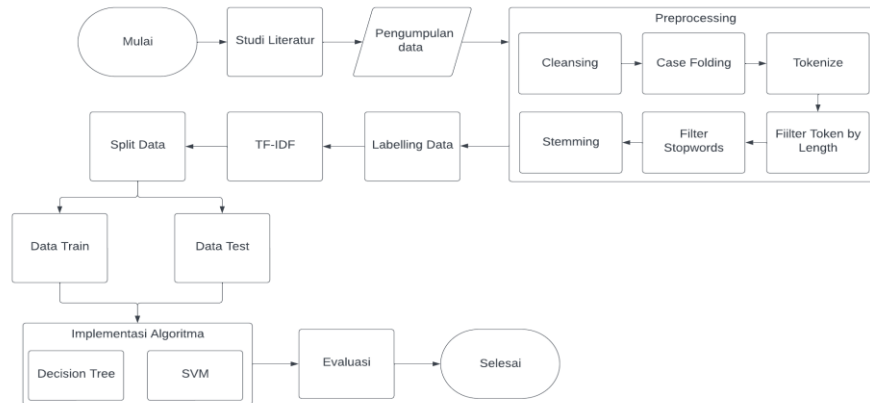 Preprocessing
Mulai
Studi Literatur
Pengumpulan
data
Cleansing
Case Folding
Tokenize
Split Data
TF-IDF
Labelling Data
Stemming
Filter
Stopwords
Fiilter Token by
Length
Data Train
Data Test
Implementasi Algoritma
Decision Tree
SVM
Evaluasi
Selesai